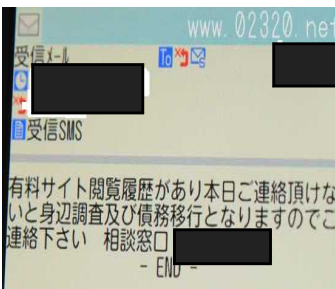 www.02320.net
受信メール
To
受信SMS
有料サイト閲覧履歴があり本日ご連絡頂けな
いと身辺調査及び債務移行となりますのでご
連絡下さい 相談窓口
- END -